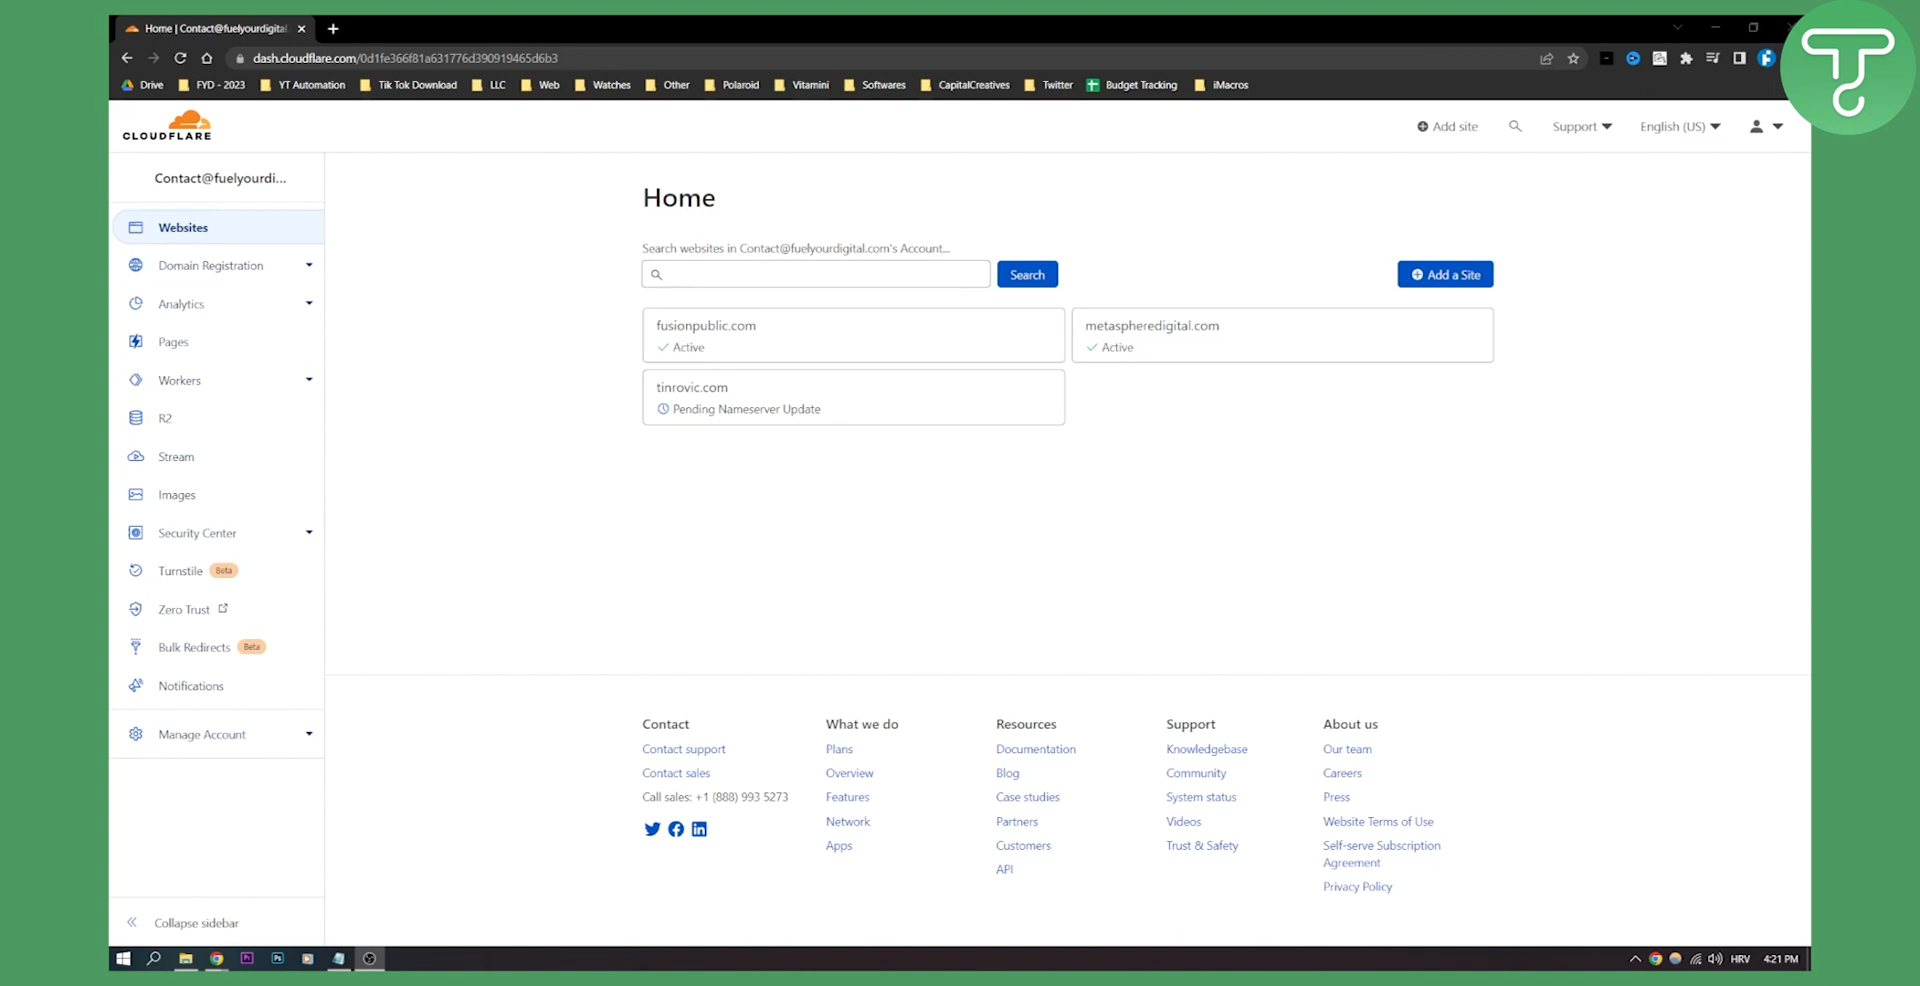 Home | Contact@fuelyourdigital.
dash.cloudflare.com/0d1fe366f81a631776d390919465d6b3
Drive FYD - 2023 YT Automation Tik Tok Download LLC Web Watches Other Polaroid Vitamini Softwares CapitalCreatives Twitter Budget Tracking iMacros
CLOUDFLARE
Add site Support English (US)
Contact@fuelyourdi...
Websites
Domain Registration
Analytics
Pages
Workers
R2
Stream
Images
Security Center
Turnstile Beta
Zero Trust
Bulk Redirects Beta
Notifications
Manage Account
Collapse sidebar
Home
Search websites in Contact@fuelyourdigital.com's Account...
Search
Add a Site
fusionpublic.com
Active
metaspheredigital.com
Active
tinrovic.com
Pending Nameserver Update
Contact
Contact support
Contact sales
Call sales: +1 (888) 993 5273
What we do
Plans
Overview
Features
Network
Apps
Resources
Documentation
Blog
Case studies
Partners
Customers
API
Support
Knowledgebase
Community
System status
Videos
Trust & Safety
About us
Our team
Careers
Press
Website Terms of Use
Self-serve Subscription
Agreement
Privacy Policy
Pr Ps
HRV 4:21 PM